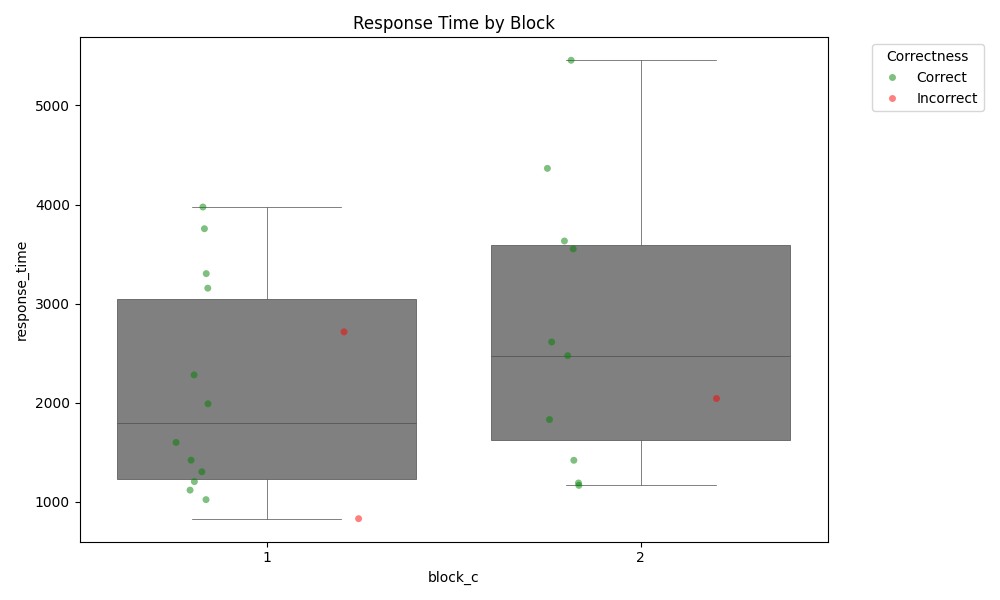 Response Time by Block
Correctness
Correct
Incorrect
5000
4000
3000
2000
1000
response_time
1
2
block_c